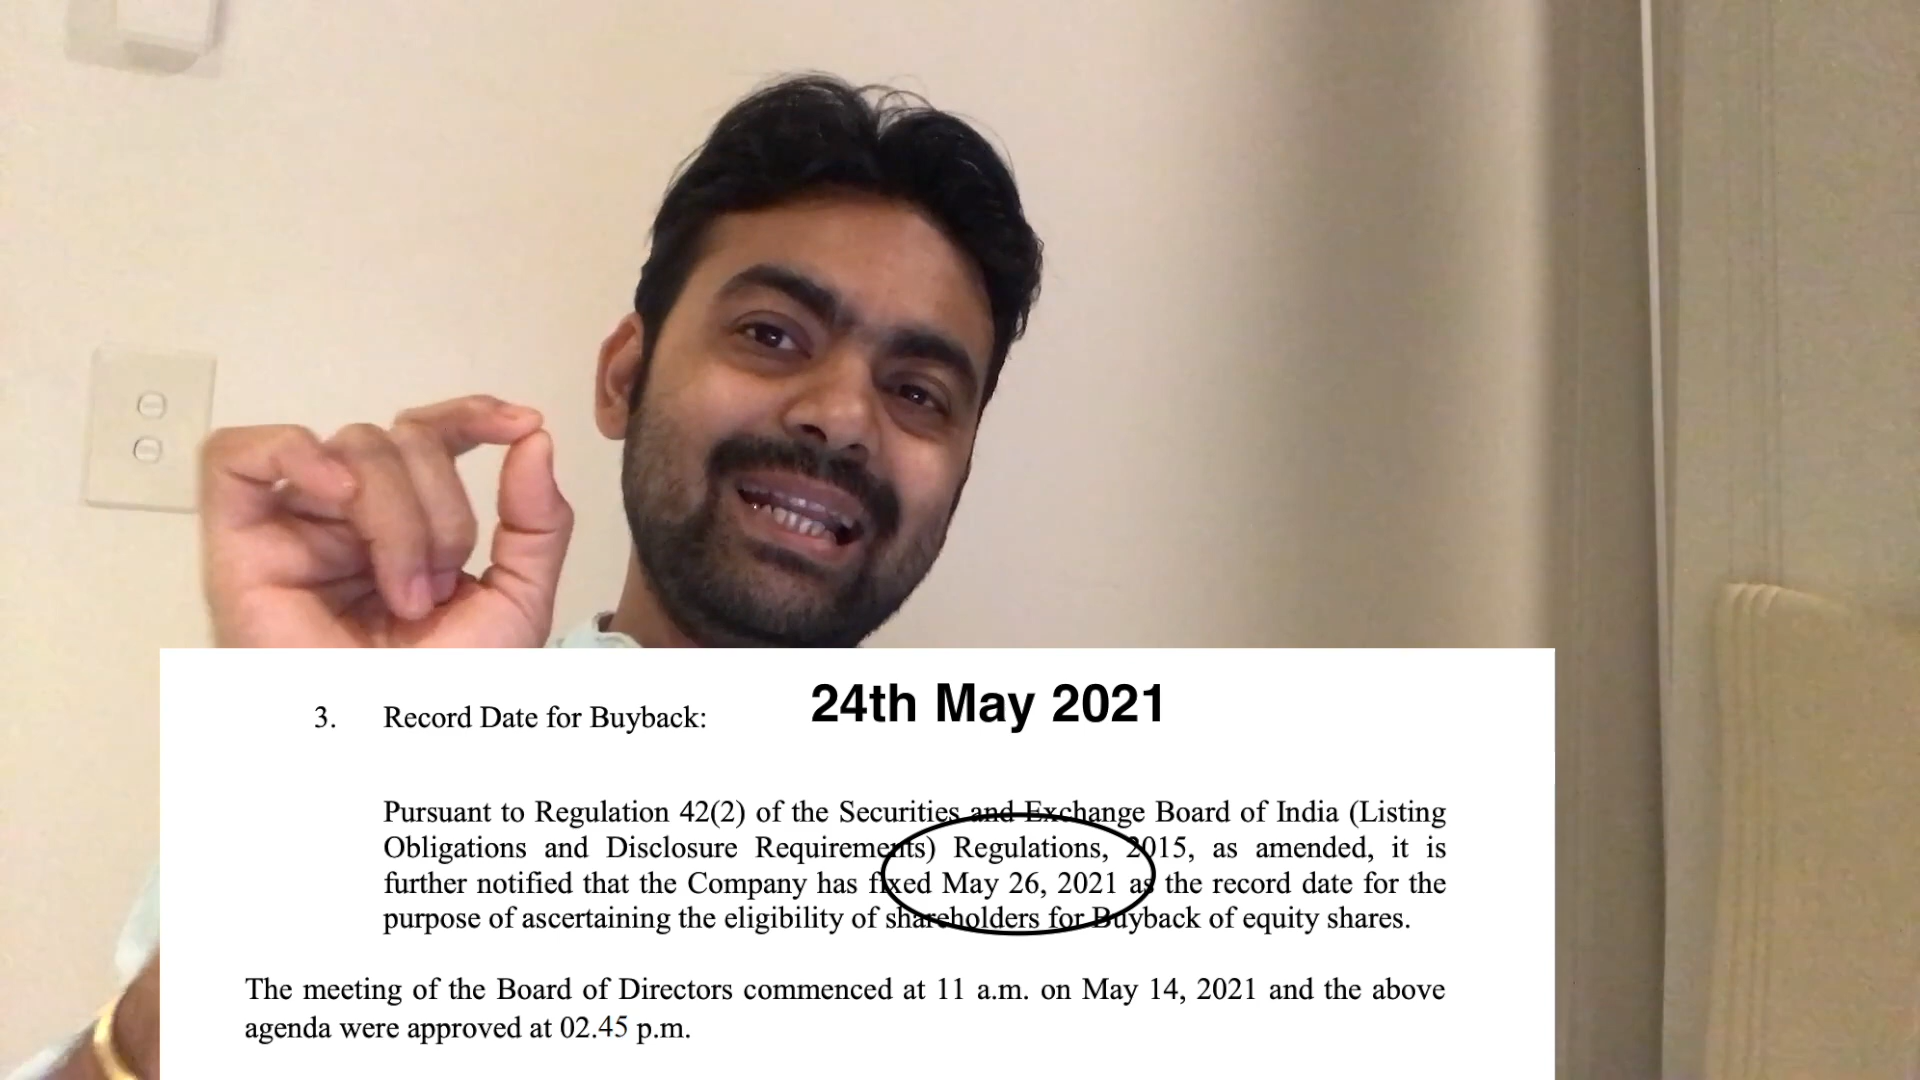 3. Record Date for Buyback: 24th May 2021
Pursuant to Regulation 42(2) of the Securities and Exchange Board of India (Listing
Obligations and Disclosure Requirements) Regulations, 2015, as amended, it is
further notified that the Company has fixed May 26, 2021 as the record date for the
purpose of ascertaining the eligibility of shareholders for Buyback of equity shares.
The meeting of the Board of Directors commenced at 11 a.m. on May 14, 2021 and the above
agenda were approved at 02.45 p.m.